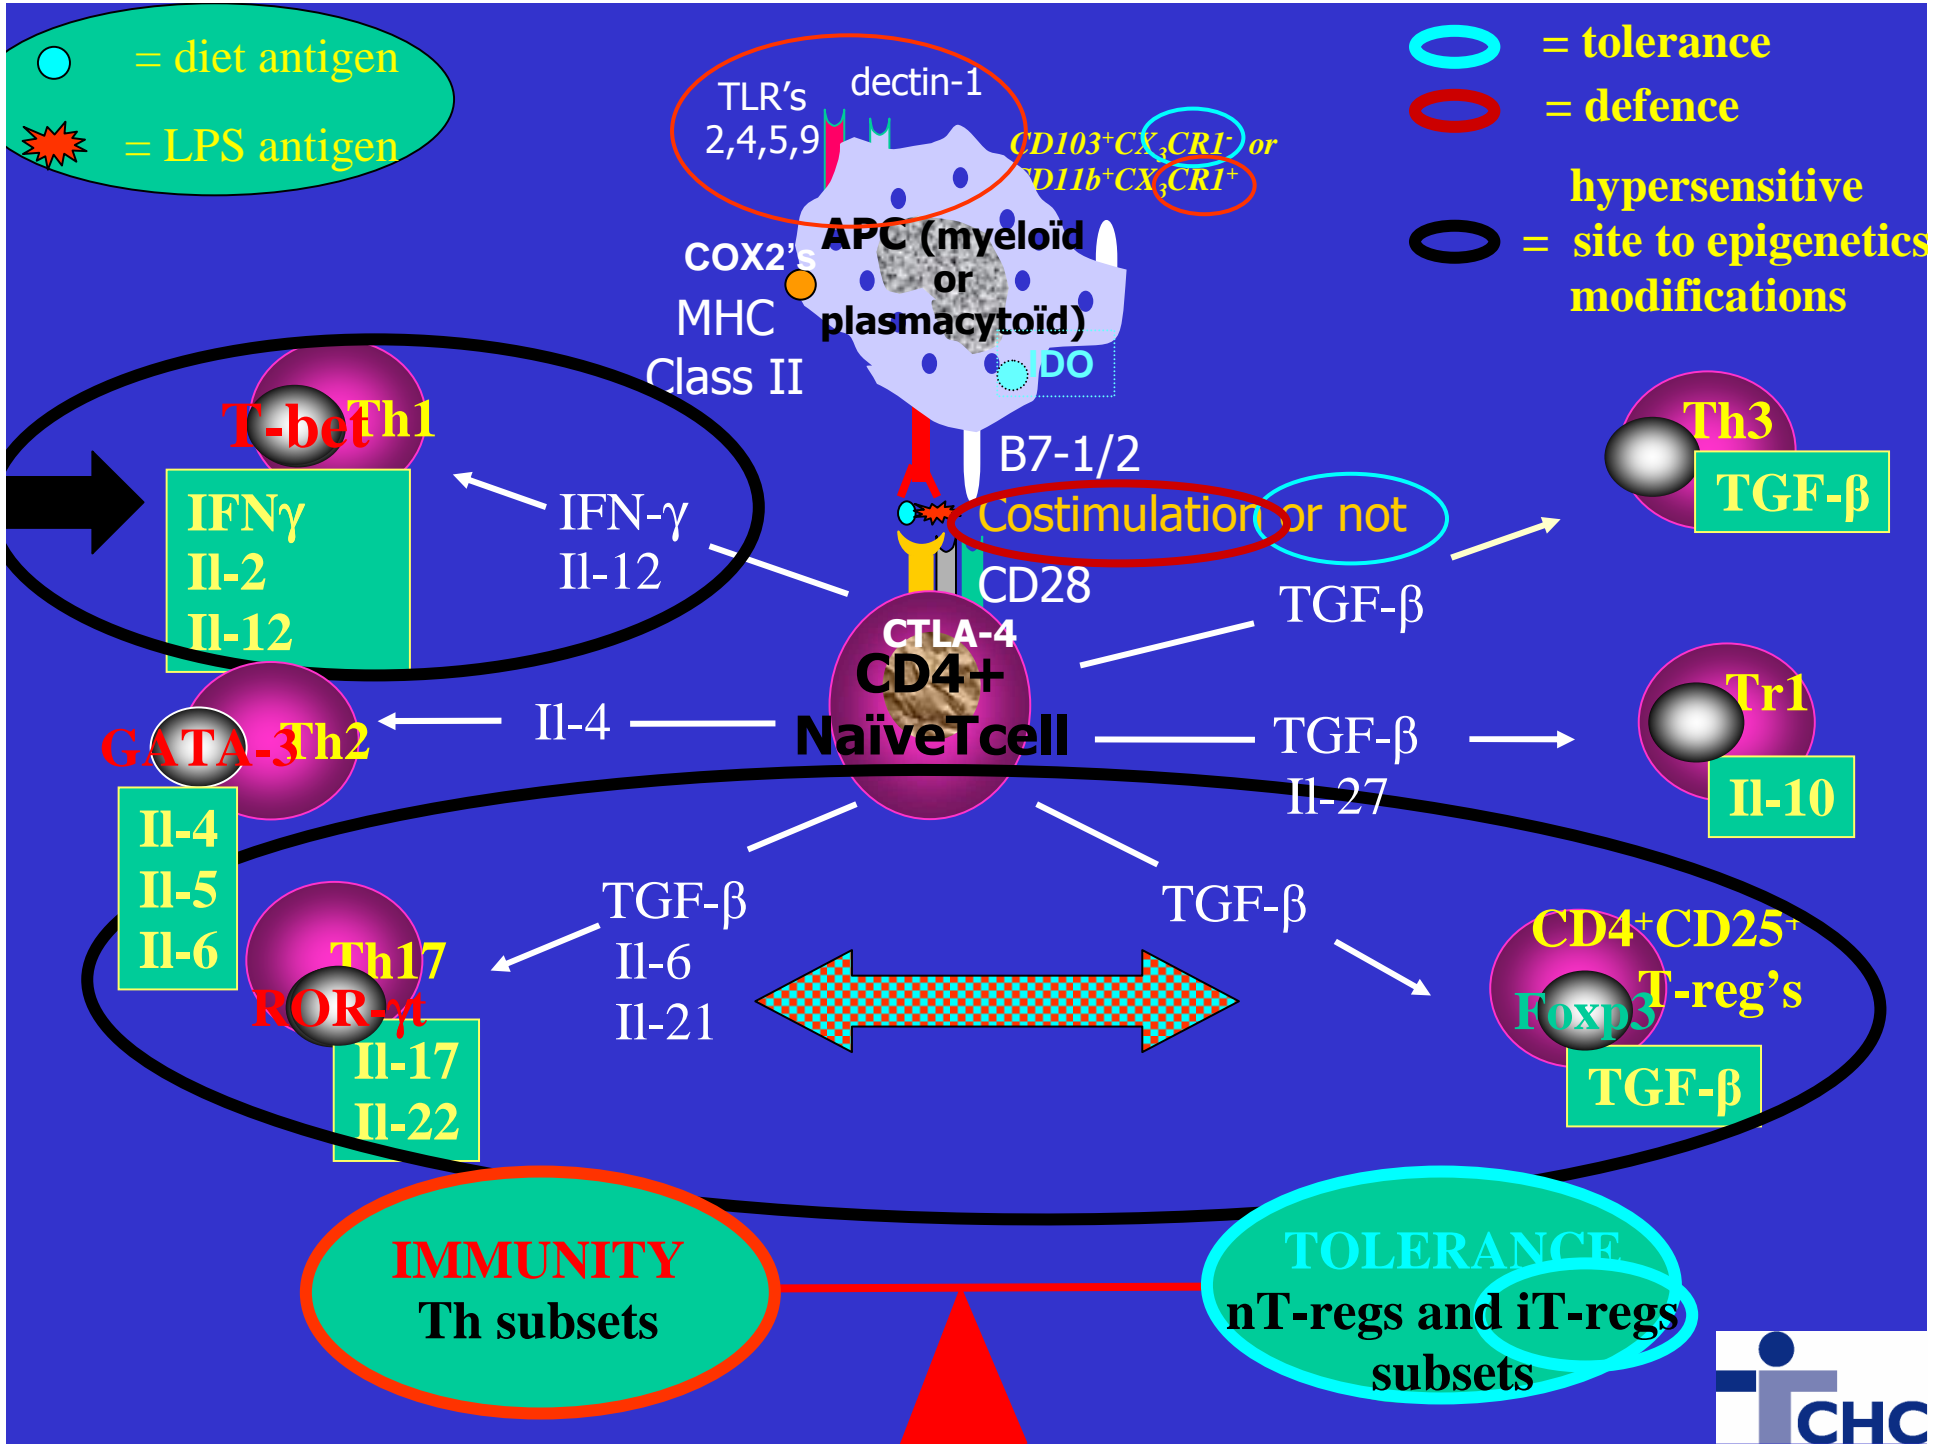 = diet antigen
= LPS antigen
TLR's
2,4,5,9
dectin-1
CD103⁺CX₃CR1⁻ or
CD11b⁺CX₃CR1⁺
= tolerance
= defence
hypersensitive
= site to epigenetics
modifications
COX2's
MHC
Class II
APC (myeloïd
or
plasmacytoïd)
IDO
B7-1/2
Costimulation or not
CD28
CTLA-4
CD4+
NaïveTcell
T-bet
Th1
IFNγ
Il-2
Il-12
IFN-γ
Il-12
GATA-3
Th2
Il-4
Il-5
Il-6
Il-4
Th17
ROR-γt
Il-17
Il-22
TGF-β
Il-6
Il-21
Th3
TGF-β
TGF-β
Tr1
Il-10
TGF-β
Il-27
TGF-β
CD4⁺CD25⁺
T-reg's
Foxp3
TGF-β
IMMUNITY
Th subsets
TOLERANCE
nT-regs and iT-regs
subsets
CHC